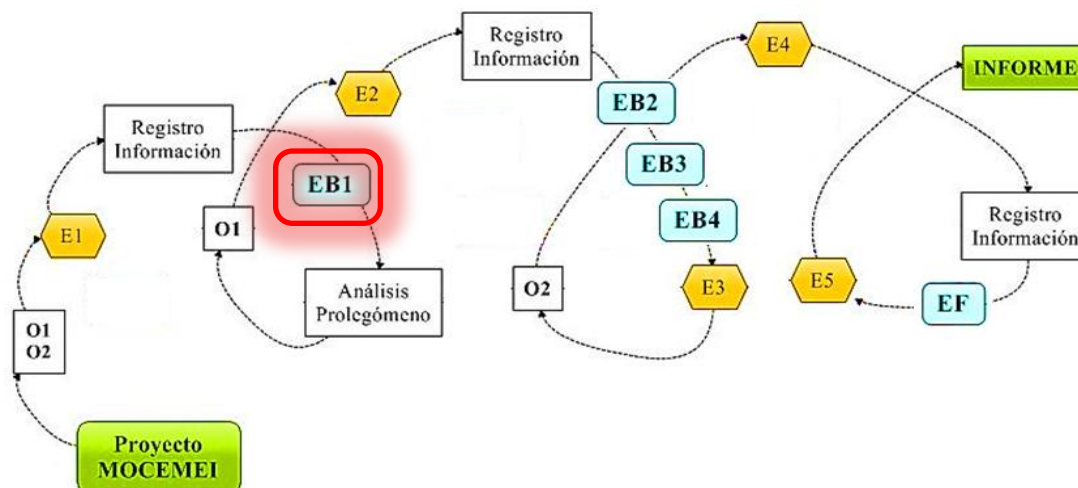 Proyecto
MOCEMEI
O1
O2
E1
Registro
Información
EB1
Análisis
Prolegómeno
O1
E2
Registro
Información
EB2
EB3
EB4
E3
O2
E4
Registro
Información
EF
E5
INFORME